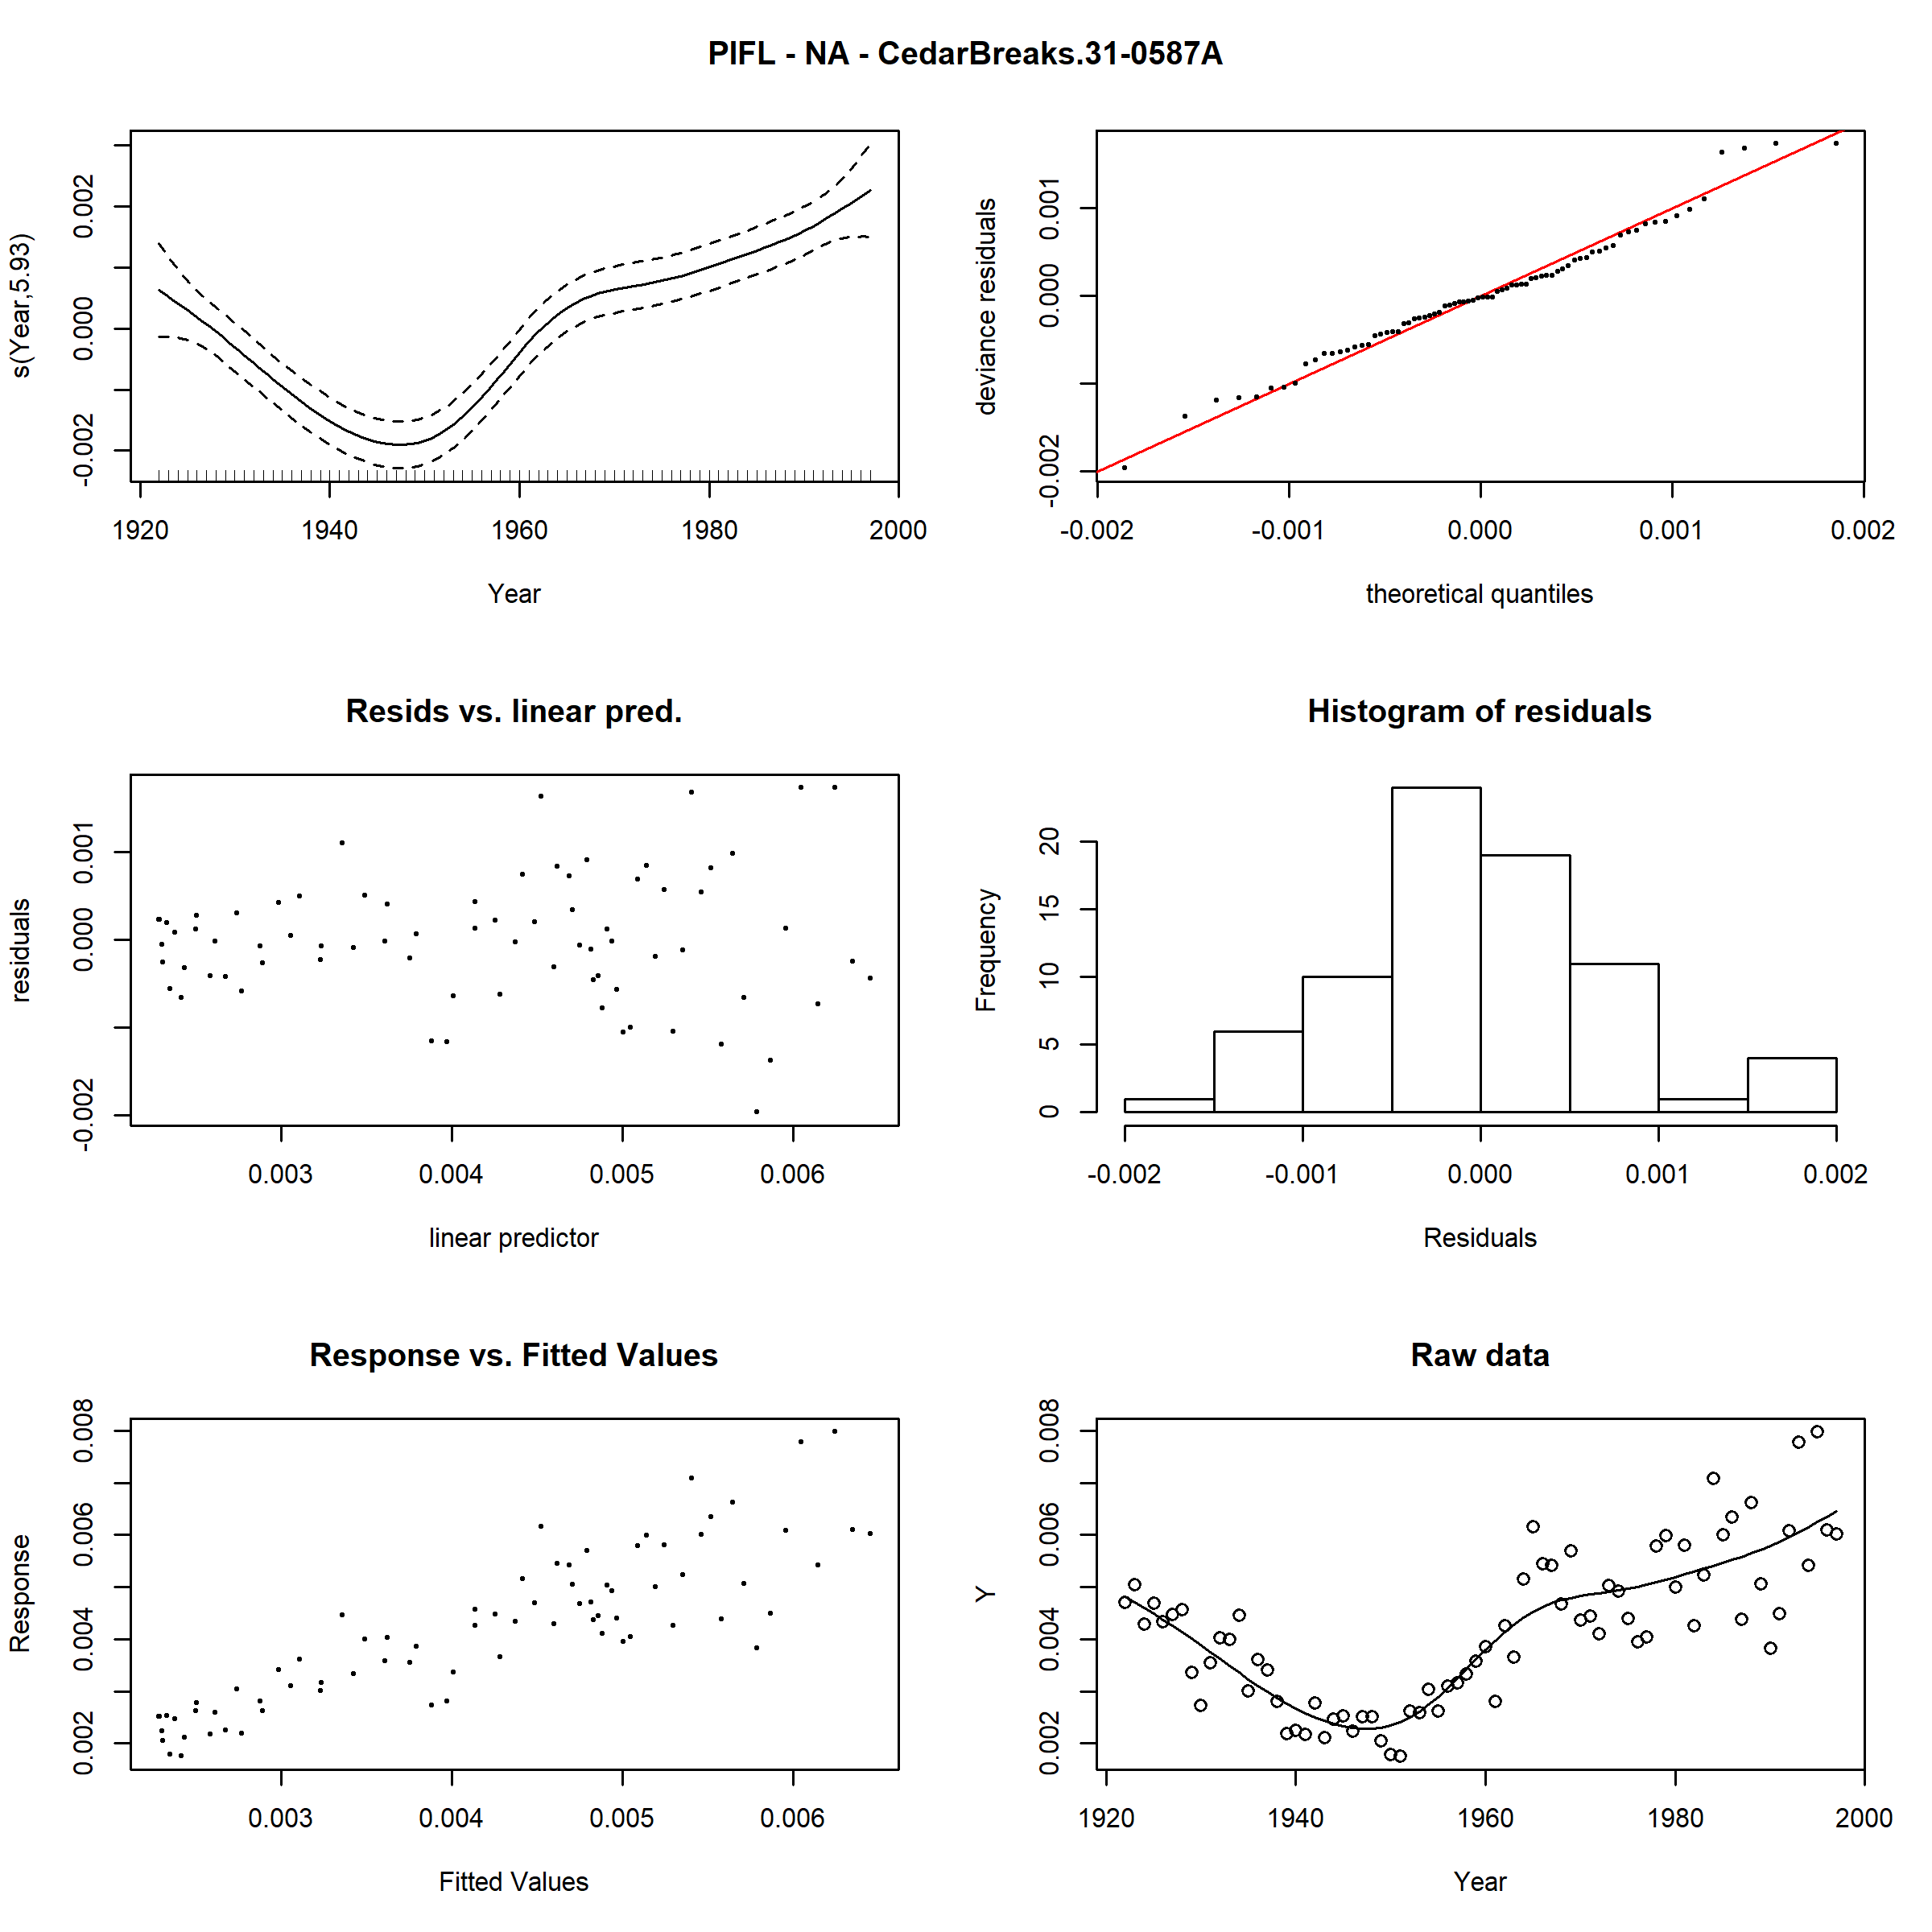 PIFL - NA - CedarBreaks.31-0587A
s(Year,5.93)
-0.002 0.000 0.002
1920 1940 1960 1980 2000
Year
deviance residuals
-0.002 0.000 0.001
-0.002 -0.001 0.000 0.001 0.002
theoretical quantiles
Resids vs. linear pred.
residuals
-0.002 0.000 0.001
0.003 0.004 0.005 0.006
linear predictor
Histogram of residuals
Frequency
0 5 10 15 20
-0.002 -0.001 0.000 0.001 0.002
Residuals
Response vs. Fitted Values
Response
0.002 0.004 0.006 0.008
0.003 0.004 0.005 0.006
Fitted Values
Raw data
Y
0.002 0.004 0.006 0.008
1920 1940 1960 1980 2000
Year